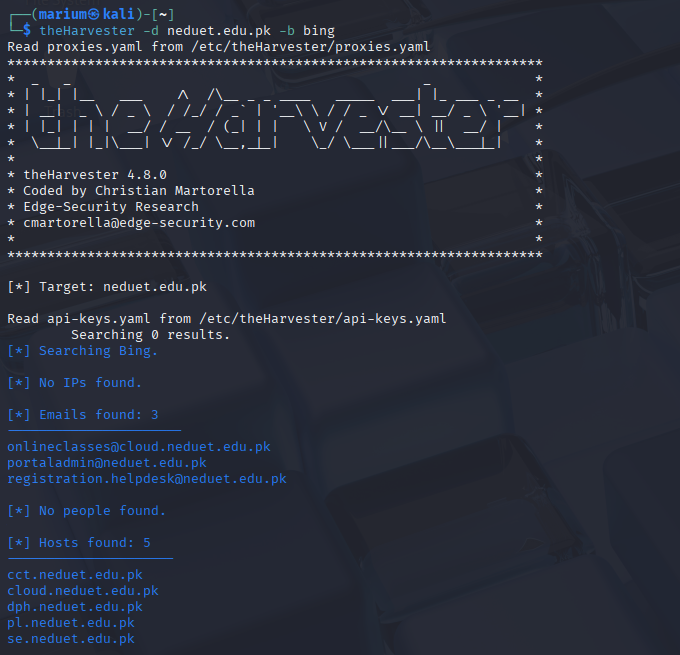 ┌──(marium㉿kali)-[~]
└─$ theHarvester -d neduet.edu.pk -b bing
Read proxies.yaml from /etc/theHarvester/proxies.yaml
*******************************************************************
* theHarvester *
* *
* theHarvester 4.8.0 *
* Coded by Christian Martorella *
* Edge-Security Research *
* cmartorella@edge-security.com *
* *
*******************************************************************
[*] Target: neduet.edu.pk
Read api-keys.yaml from /etc/theHarvester/api-keys.yaml
Searching 0 results.
[*] Searching Bing.
[*] No IPs found.
[*] Emails found: 3
----------------------
onlineclasses@cloud.neduet.edu.pk
portaladmin@neduet.edu.pk
registration.helpdesk@neduet.edu.pk
[*] No people found.
[*] Hosts found: 5
---------------------
cct.neduet.edu.pk
cloud.neduet.edu.pk
dph.neduet.edu.pk
pl.neduet.edu.pk
se.neduet.edu.pk